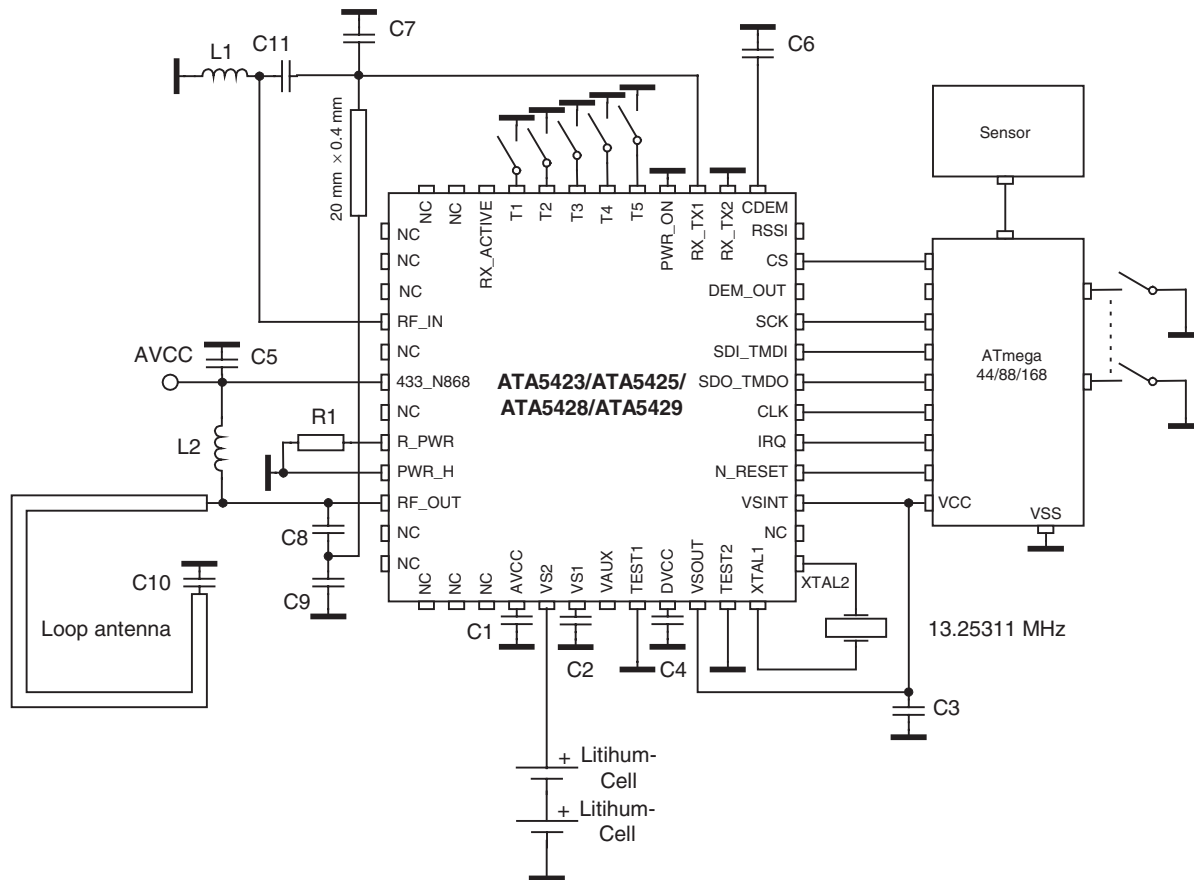 C7
C6
L1
C11
20 mm × 0.4 mm
Sensor
NC
NC
RX_ACTIVE
T1
T2
T3
T4
T5
PWR_ON
RX_TX1
RX_TX2
CDEM
NC
RSSI
NC
CS
NC
DEM_OUT
RF_IN
SCK
NC
SDI_TMDI
AVCC
C5
433_N868
SDO_TMDO
ATA5423/ATA5425/
ATA5428/ATA5429
ATmega
44/88/168
NC
CLK
R1
R_PWR
IRQ
L2
PWR_H
N_RESET
RF_OUT
VSINT
VCC
VSS
C8
NC
NC
NC
XTAL2
C9
C10
Loop antenna
NC
NC
NC
AVCC
VS2
VS1
VAUX
TEST1
DVCC
VSOUT
TEST2
XTAL1
C1
C2
C4
13.25311 MHz
C3
+ Litihum-
Cell
+ Litihum-
Cell